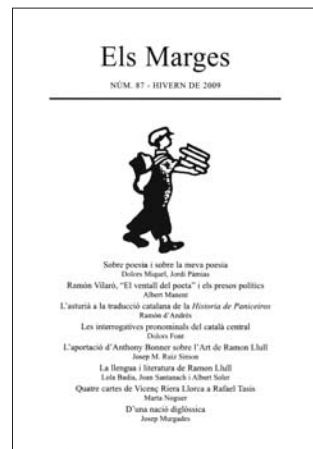 Els Marges
NÚM. 87 - HIVERN DE 2009
Sobre poesia i sobre la meva poesia
Dolors Miquel, Jordi Pàmias
Ramón Vilaró, "El ventall del poeta" i els presos polítics
Albert Manent
L'asturià a la traducció catalana de la Historia de Paniceiros
Ramón d'Andrés
Les interrogatives pronominals del català central
Dolors Font
L'aportació d'Anthony Bonner sobre l'Art de Ramon Llull
Josep M. Ruiz Simon
La llengua i literatura de Ramon Llull
Lola Badia, Joan Santanach i Albert Soler
Quatre cartes de Vicenç Riera Llorca a Rafael Tasis
Marta Noguer
D'una nació diglòssica
Josep Murgades